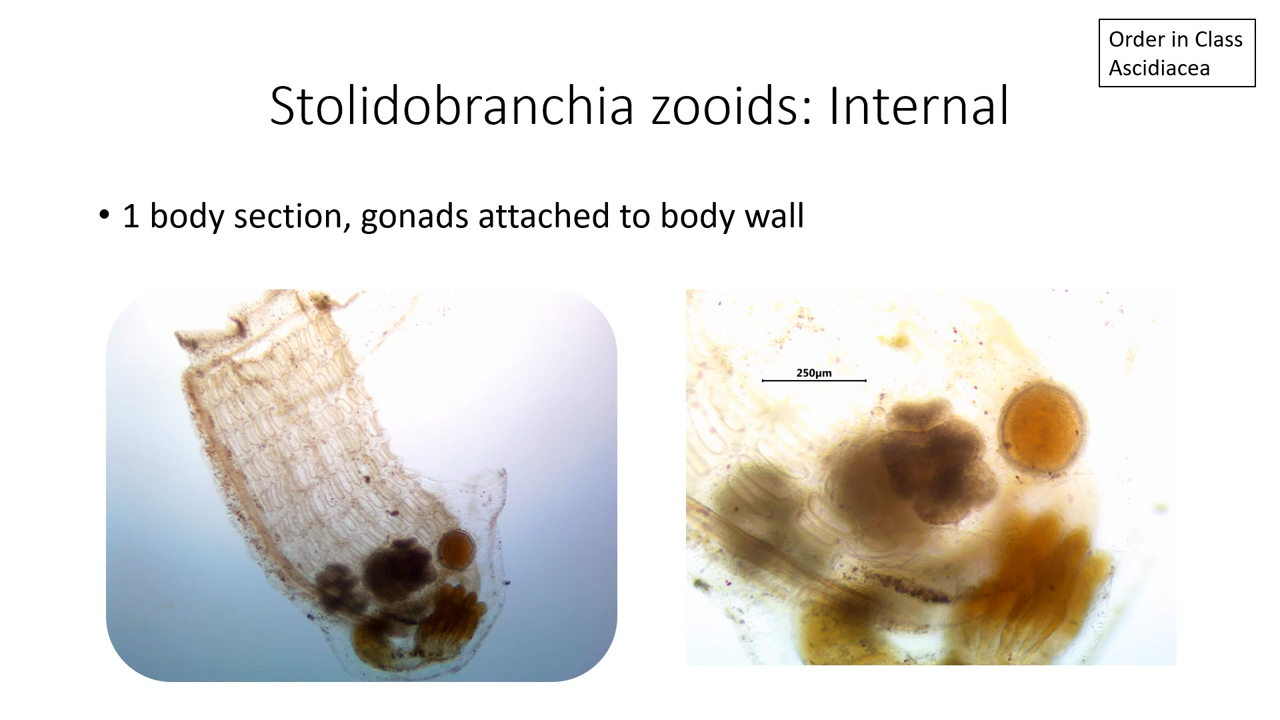 Order in Class
Ascidiacea
Stolidobranchia zooids: Internal
• 1 body section, gonads attached to body wall
250µm